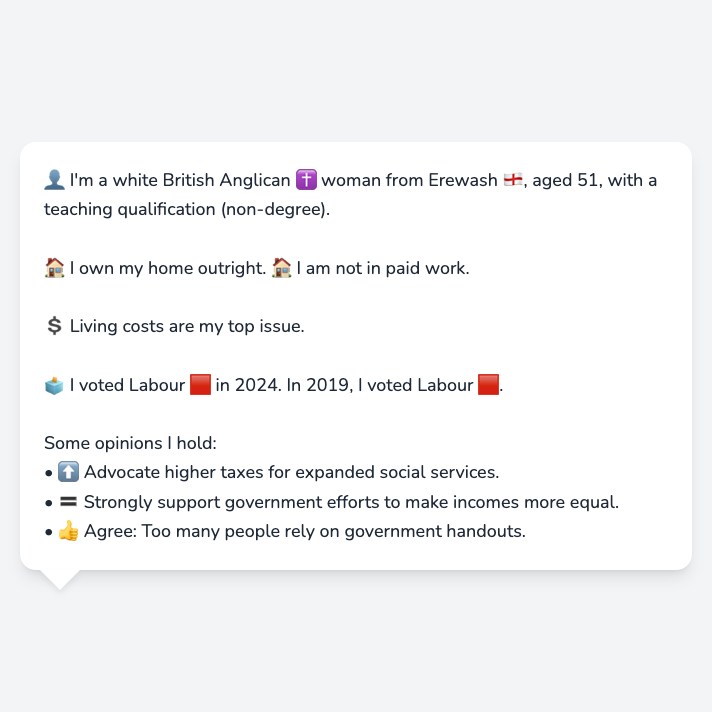 👤 I'm a white British Anglican ✝️ woman from Erewash 🏴󠁧󠁢󠁥󠁮󠁧󠁿, aged 51, with a
teaching qualification (non-degree).
🏠 I own my home outright. 🏠 I am not in paid work.
💲 Living costs are my top issue.
🗳️ I voted Labour 🟥 in 2024. In 2019, I voted Labour 🟥.
Some opinions I hold:
• ⬆️ Advocate higher taxes for expanded social services.
• 🟰 Strongly support government efforts to make incomes more equal.
• 👍 Agree: Too many people rely on government handouts.